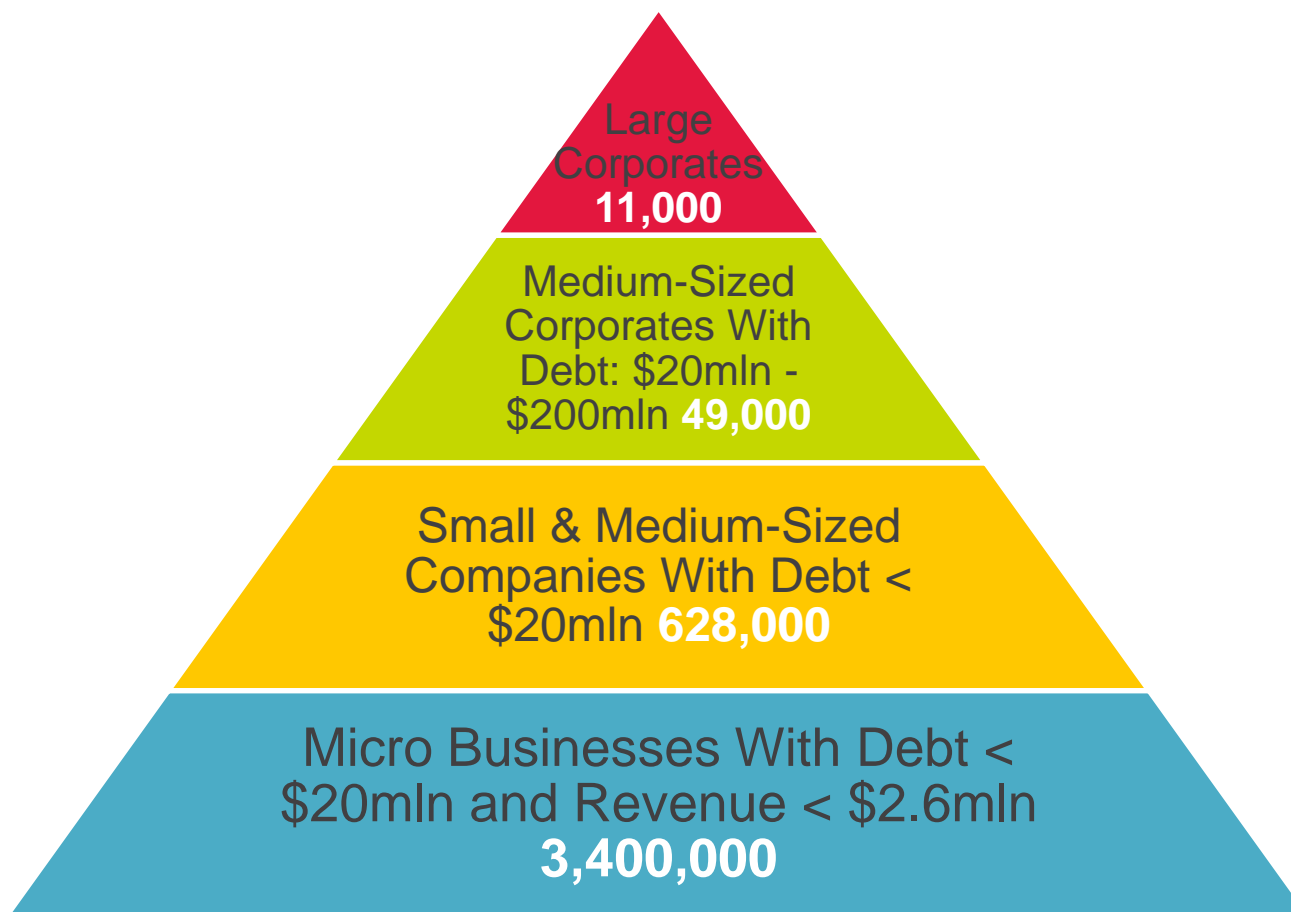 Large
Corporates
11,000
Medium-Sized
Corporates With
Debt: $20mln -
$200mln 49,000
Small & Medium-Sized
Companies With Debt <
$20mln 628,000
Micro Businesses With Debt <
$20mln and Revenue < $2.6mln
3,400,000